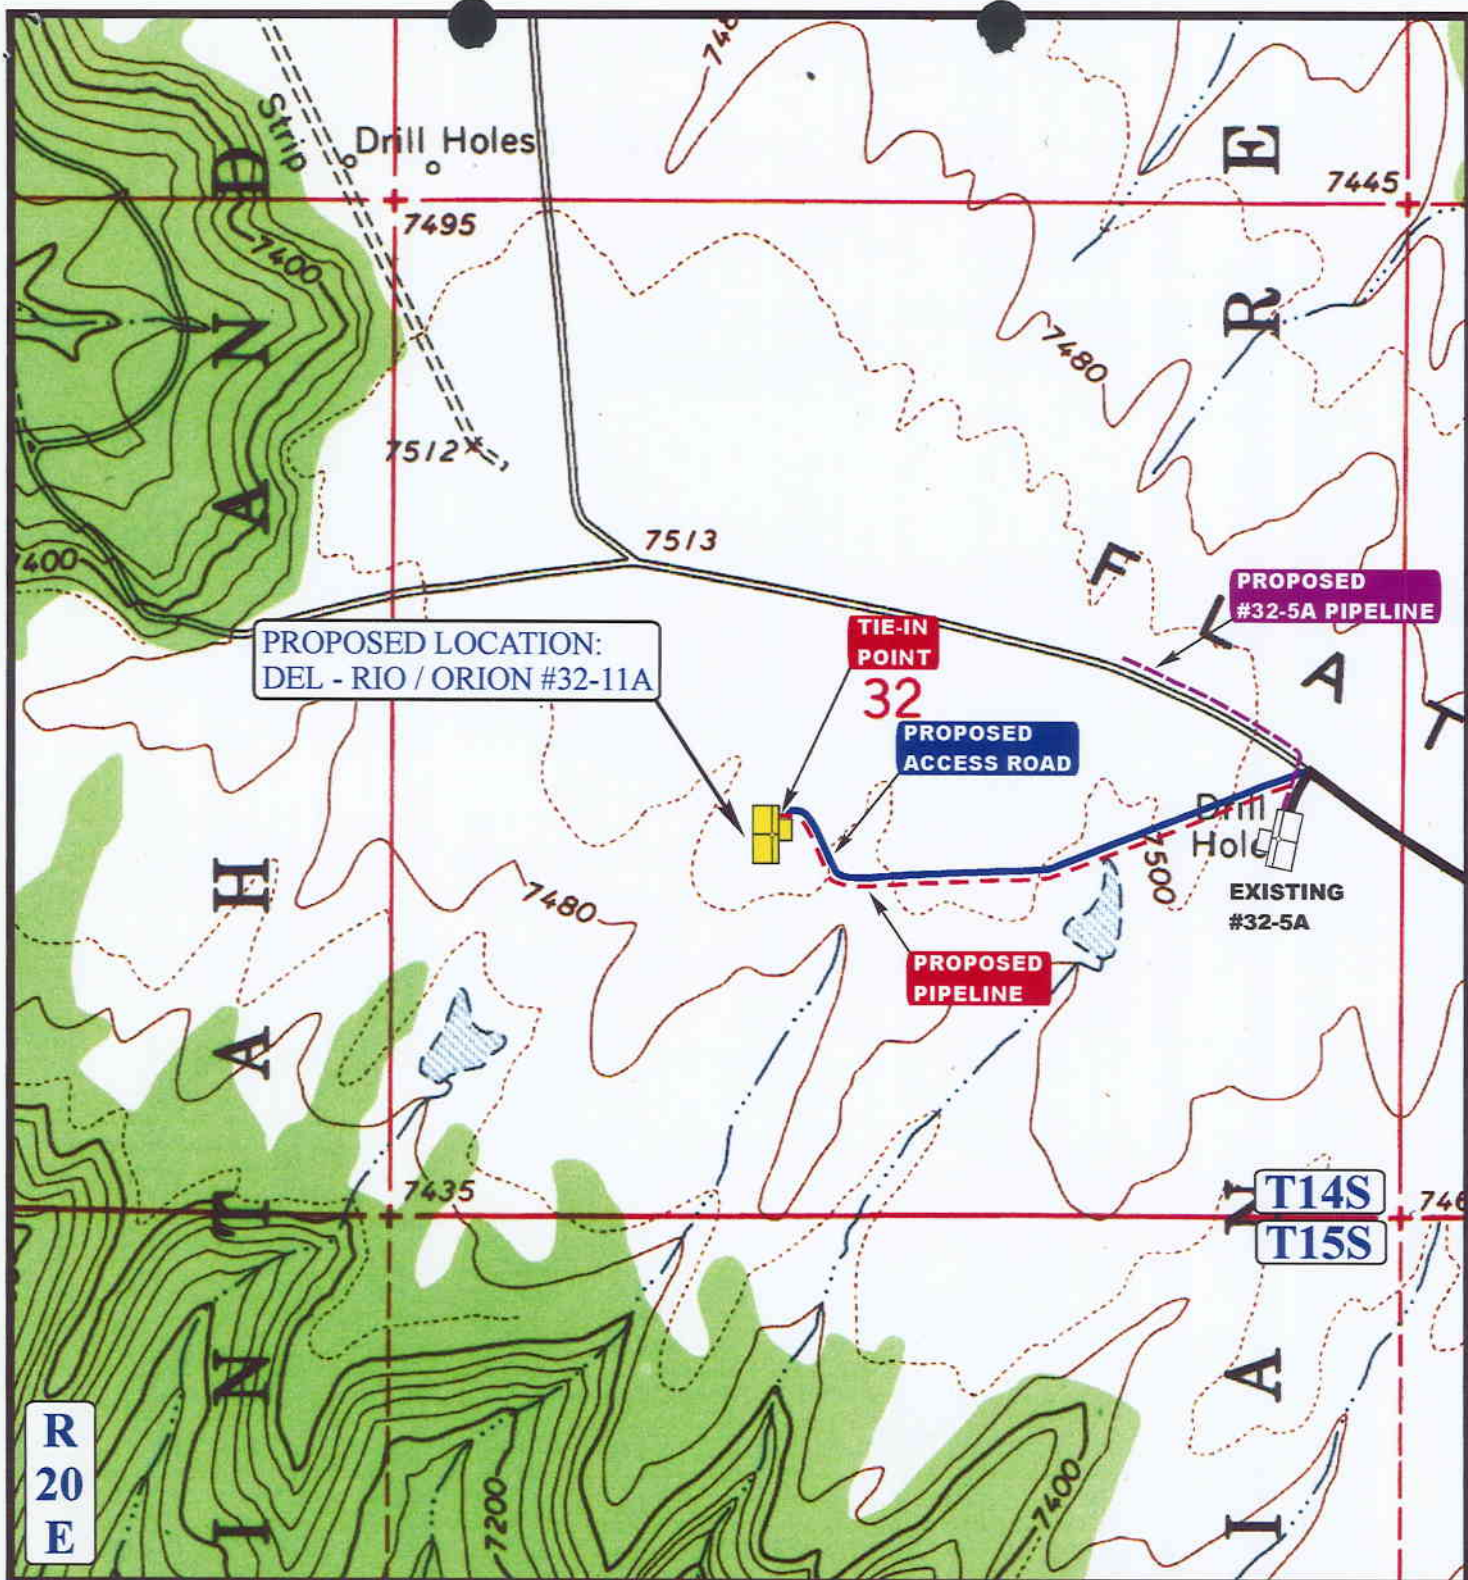 Strip
Drill Holes
7495
7445
7400
7480
7512
7513
7400
PROPOSED LOCATION:
DEL - RIO / ORION #32-11A
TIE-IN
POINT
32
PROPOSED
#32-5A PIPELINE
FLAT
PROPOSED
ACCESS ROAD
Drill
Hole
7500
EXISTING
#32-5A
7480
PROPOSED
PIPELINE
7435
T14S
T15S
R
20
E
7200
7400
D
N
A
H
A
T
N
I
E
R
N
A
I